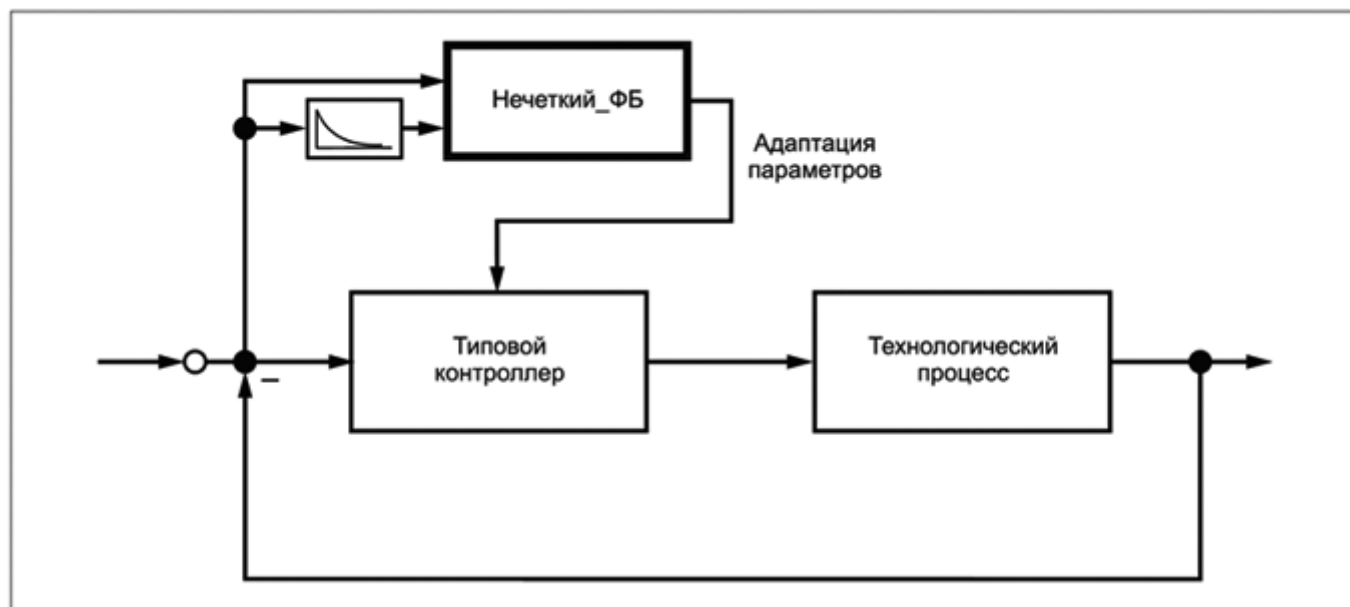 Нечеткий_ФБ
Адаптация
параметров
Типовой
контроллер
Технологический
процесс
–